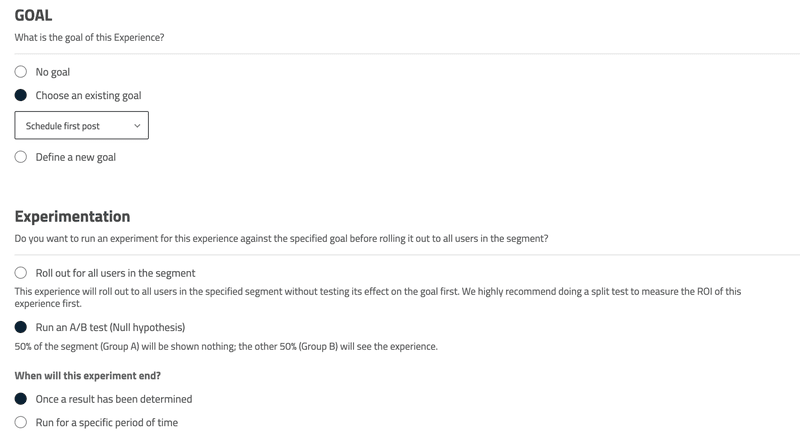 GOAL
What is the goal of this Experience?
No goal
Choose an existing goal
Schedule first post
Define a new goal
Experimentation
Do you want to run an experiment for this experience against the specified goal before rolling it out to all users in the segment?
Roll out for all users in the segment
This experience will roll out to all users in the specified segment without testing its effect on the goal first. We highly recommend doing a split test to measure the ROI of this
experience first.
Run an A/B test (Null hypothesis)
50% of the segment (Group A) will be shown nothing; the other 50% (Group B) will see the experience.
When will this experiment end?
Once a result has been determined
Run for a specific period of time